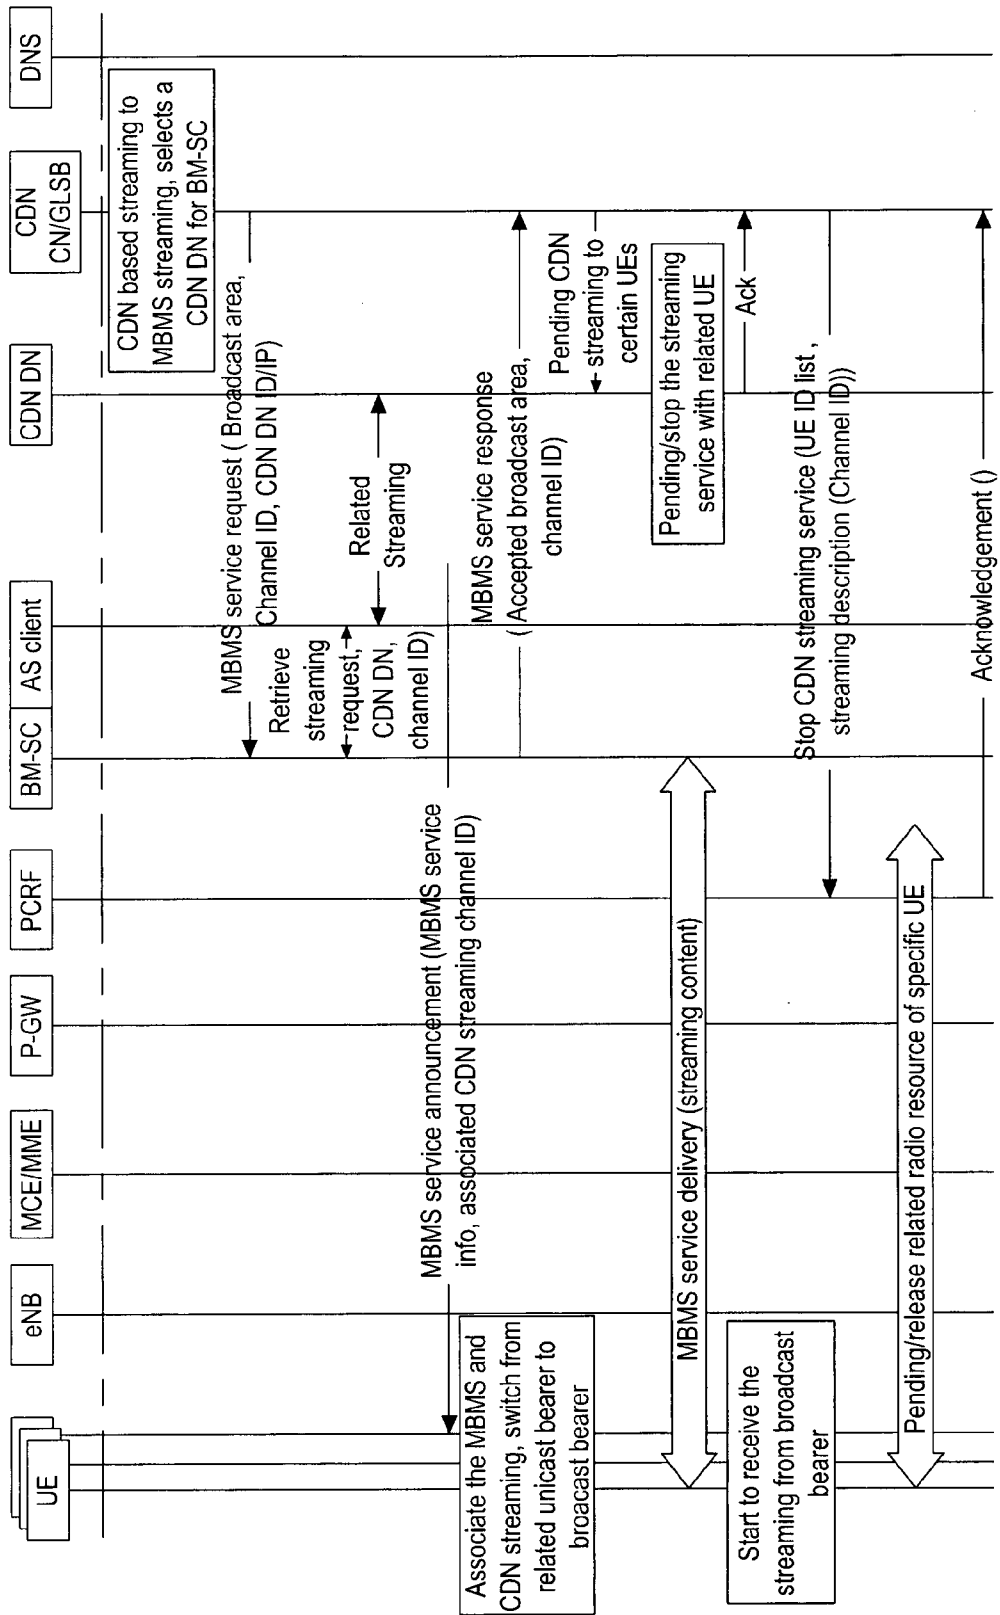 UE
eNB
MCE/MME
P-GW
PCRF
BM-SC
AS client
CDN DN
CDN
CN/GLSB
DNS
CDN based streaming to
MBMS streaming, selects a
CDN DN for BM-SC
MBMS service request ( Broadcast area,
Channel ID, CDN DN ID/IP)
Retrieve
streaming
request,
CDN DN,
channel ID)
Related
Streaming
MBMS service announcement (MBMS service
info, associated CDN streaming channel ID)
Associate the MBMS and
CDN streaming, switch from
related unicast bearer to
broacast bearer
MBMS service response
( Accepted broadcast area,
channel ID)
Pending CDN
streaming to
certain UEs
Pending/stop the streaming
service with related UE
MBMS service delivery (streaming content)
Ack
Start to receive the
streaming from broadcast
bearer
Stop CDN streaming service (UE ID list ,
streaming description (Channel ID))
Pending/release related radio resource of specific UE
Acknowledgement ()